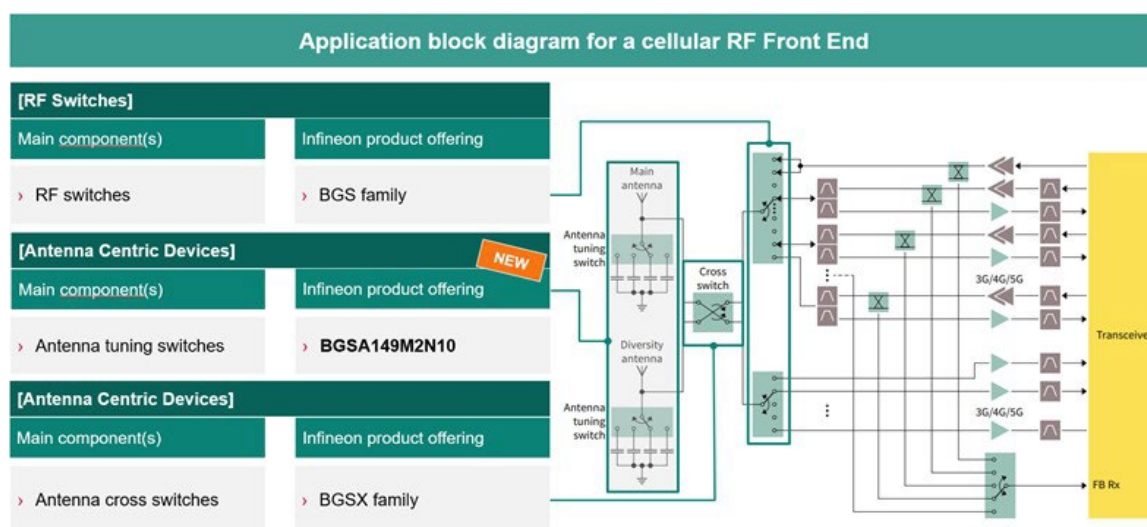 Application block diagram for a cellular RF Front End
[RF Switches]
Main component(s)
Infineon product offering
› RF switches
› BGS family
[Antenna Centric Devices]
NEW
Main component(s)
Infineon product offering
› Antenna tuning switches
› BGSA149M2N10
[Antenna Centric Devices]
Main component(s)
Infineon product offering
› Antenna cross switches
› BGSX family
Main
antenna
Antenna
tuning
switch
Diversity
antenna
Antenna
tuning
switch
Cross
switch
3G/4G/5G
3G/4G/5G
Transceive
FB Rx